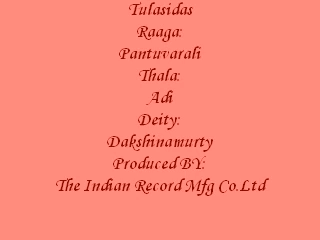 Tulasidas
Raaga:
Pantuvarali
Thala:
Adi
Deity:
Dakshinamurty
Produced BY:
The Indian Record Mfg Co.Ltd